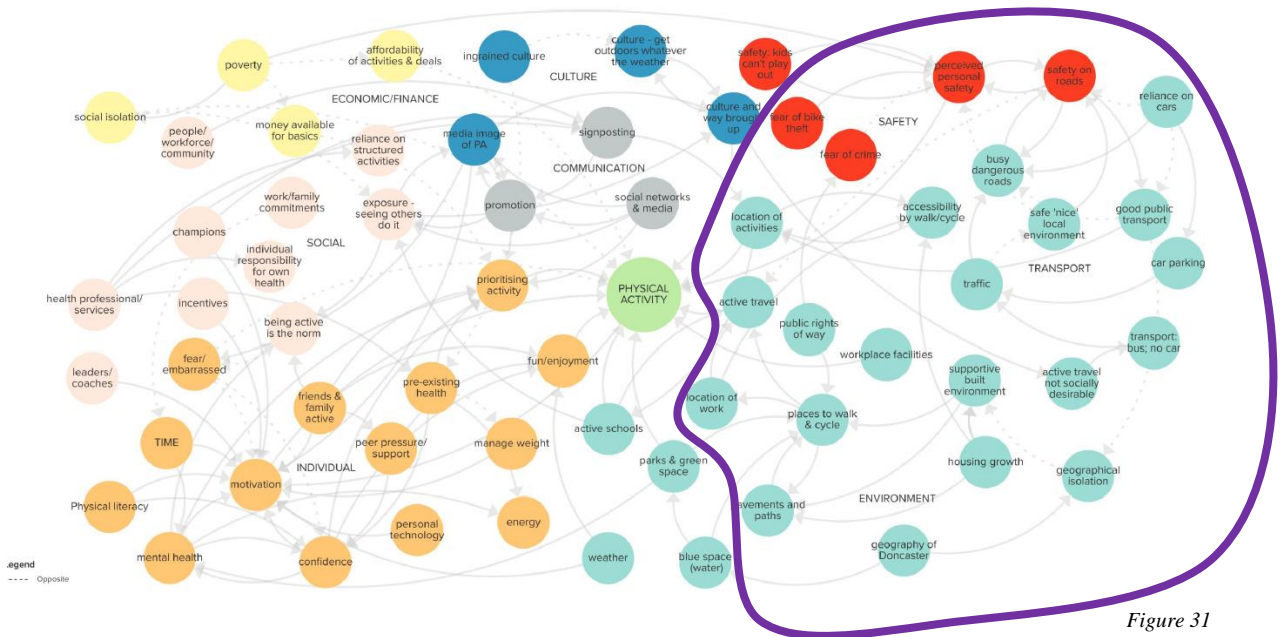 poverty
affordability
of activities & deals
ingrained culture
culture - get
outdoors whatever
the weather
safety: kids
can't play
out
perceived
personal
safety
safety on
roads
reliance on
cars
CULTURE
ECONOMIC/FINANCE
social isolation
people/
workforce/
community
money available
for basics
reliance on
structured
activities
media image
of PA
signposting
COMMUNICATION
culture and
way brought
up
fear of bike
theft
SAFETY
fear of crime
busy
dangerous
roads
work/family
commitments
exposure -
seeing others
do it
promotion
social networks
& media
location of
activities
accessibility
by walk/cycle
safe 'nice'
local
environment
good public
transport
champions
SOCIAL
individual
responsibility
for own
health
prioritising
activity
PHYSICAL
ACTIVITY
TRANSPORT
car parking
traffic
health professional/
services
incentives
being active
is the norm
active travel
public rights
of way
workplace facilities
transport:
bus; no car
fear/
embarrassed
leaders/
coaches
fun/enjoyment
pre-existing
health
supportive
built
environment
active travel
not socially
desirable
friends &
family
active
location of
work
places to walk
& cycle
active schools
TIME
peer pressure/
support
manage weight
parks & green
space
housing growth
geographical
isolation
INDIVIDUAL
motivation
Physical literacy
energy
personal
technology
pavements and
paths
ENVIRONMENT
mental health
confidence
weather
blue space
(water)
geography of
Doncaster
.egend
Opposite
Figure 31